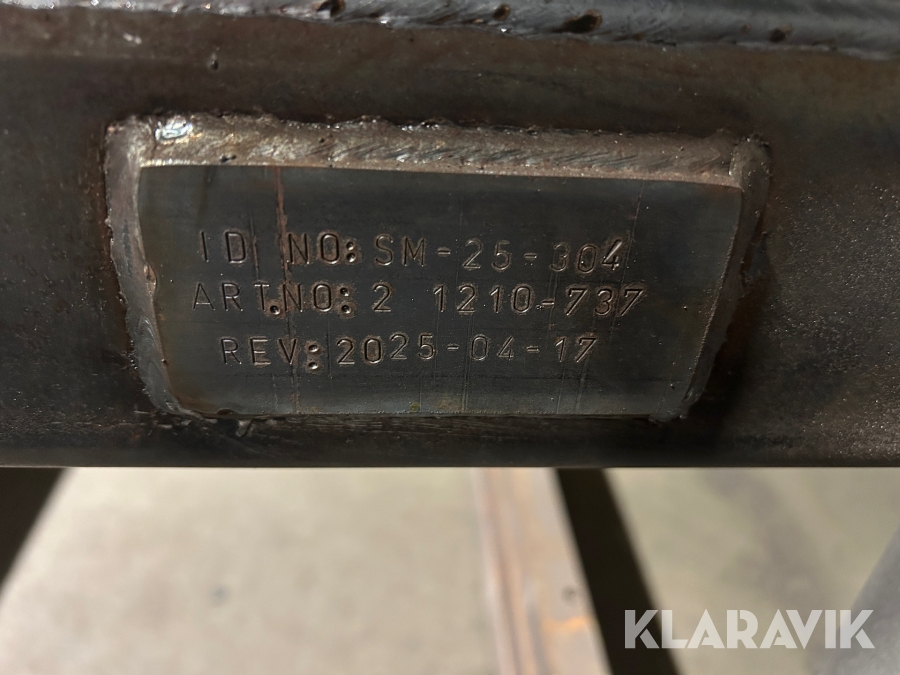 ID NO: SM-25-304
ART.NO: 2 1210-737
REV: 2025-04-17
KLARAVIK